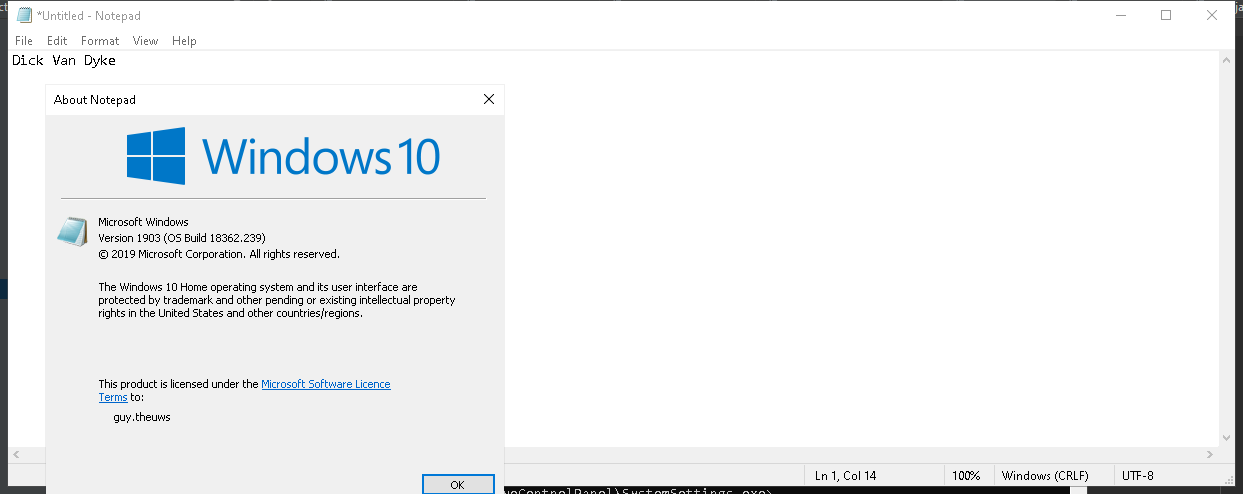 *Untitled - Notepad
File Edit Format View Help
Dick Van Dyke
About Notepad
Windows 10
Microsoft Windows
Version 1903 (OS Build 18362.239)
© 2019 Microsoft Corporation. All rights reserved.
The Windows 10 Home operating system and its user interface are
protected by trademark and other pending or existing intellectual property
rights in the United States and other countries/regions.
This product is licensed under the Microsoft Software Licence
Terms to:
guy.theuws
OK
Ln 1, Col 14 100% Windows (CRLF) UTF-8